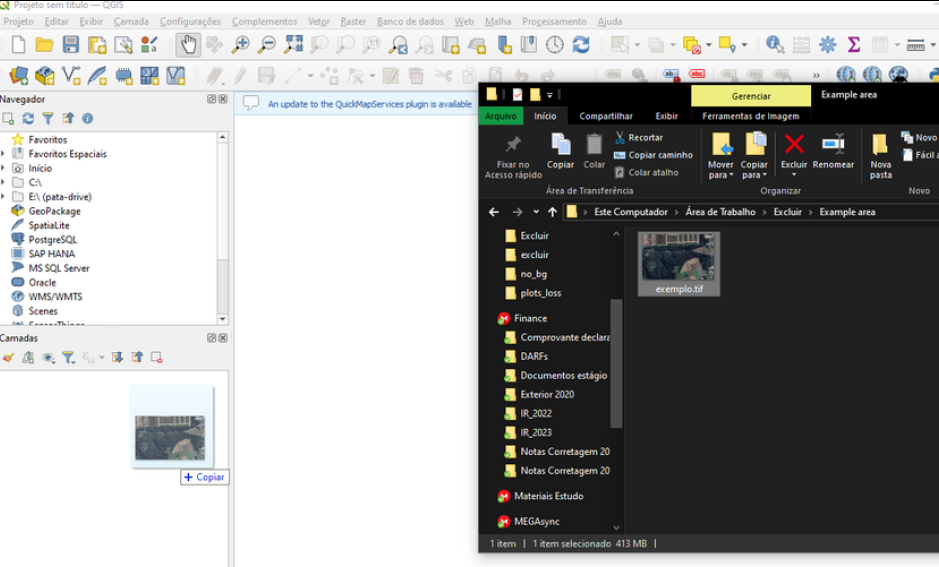 Projeto sem título — QGIS
Projeto Editar Exibir Camada Configurações Complementos Vetor Raster Banco de dados Web Malha Processamento Ajuda
Navegador
Favoritos
Favoritos Espaciais
Início
C:\
E:\ (pata-drive)
GeoPackage
SpatiaLite
PostgreSQL
SAP HANA
MS SQL Server
Oracle
WMS/WMTS
Scenes
Camadas
Copiar
An update to the QuickMapServices plugin is available
Gerenciar Example area
Arquivo Início Compartilhar Exibir Ferramentas de Imagem
Fixar no
Acesso rápido
Copiar
Colar
Recortar
Copiar caminho
Colar atalho
Área de Transferência
Mover
para
Copiar
para
Excluir
Renomear
Organizar
Nova
pasta
Novo
Fácil a
Novo
Este Computador > Área de Trabalho > Excluir > Example area
Excluir
excluir
no_bg
plots_loss
Finance
Comprovante declara
DARFs
Documentos estágio
Exterior 2020
IR_2022
IR_2023
Notas Corretagem 20
Notas Corretagem 20
Materiais Estudo
MEGAsync
exemplo.tif
1 item | 1 item selecionado 413 MB |